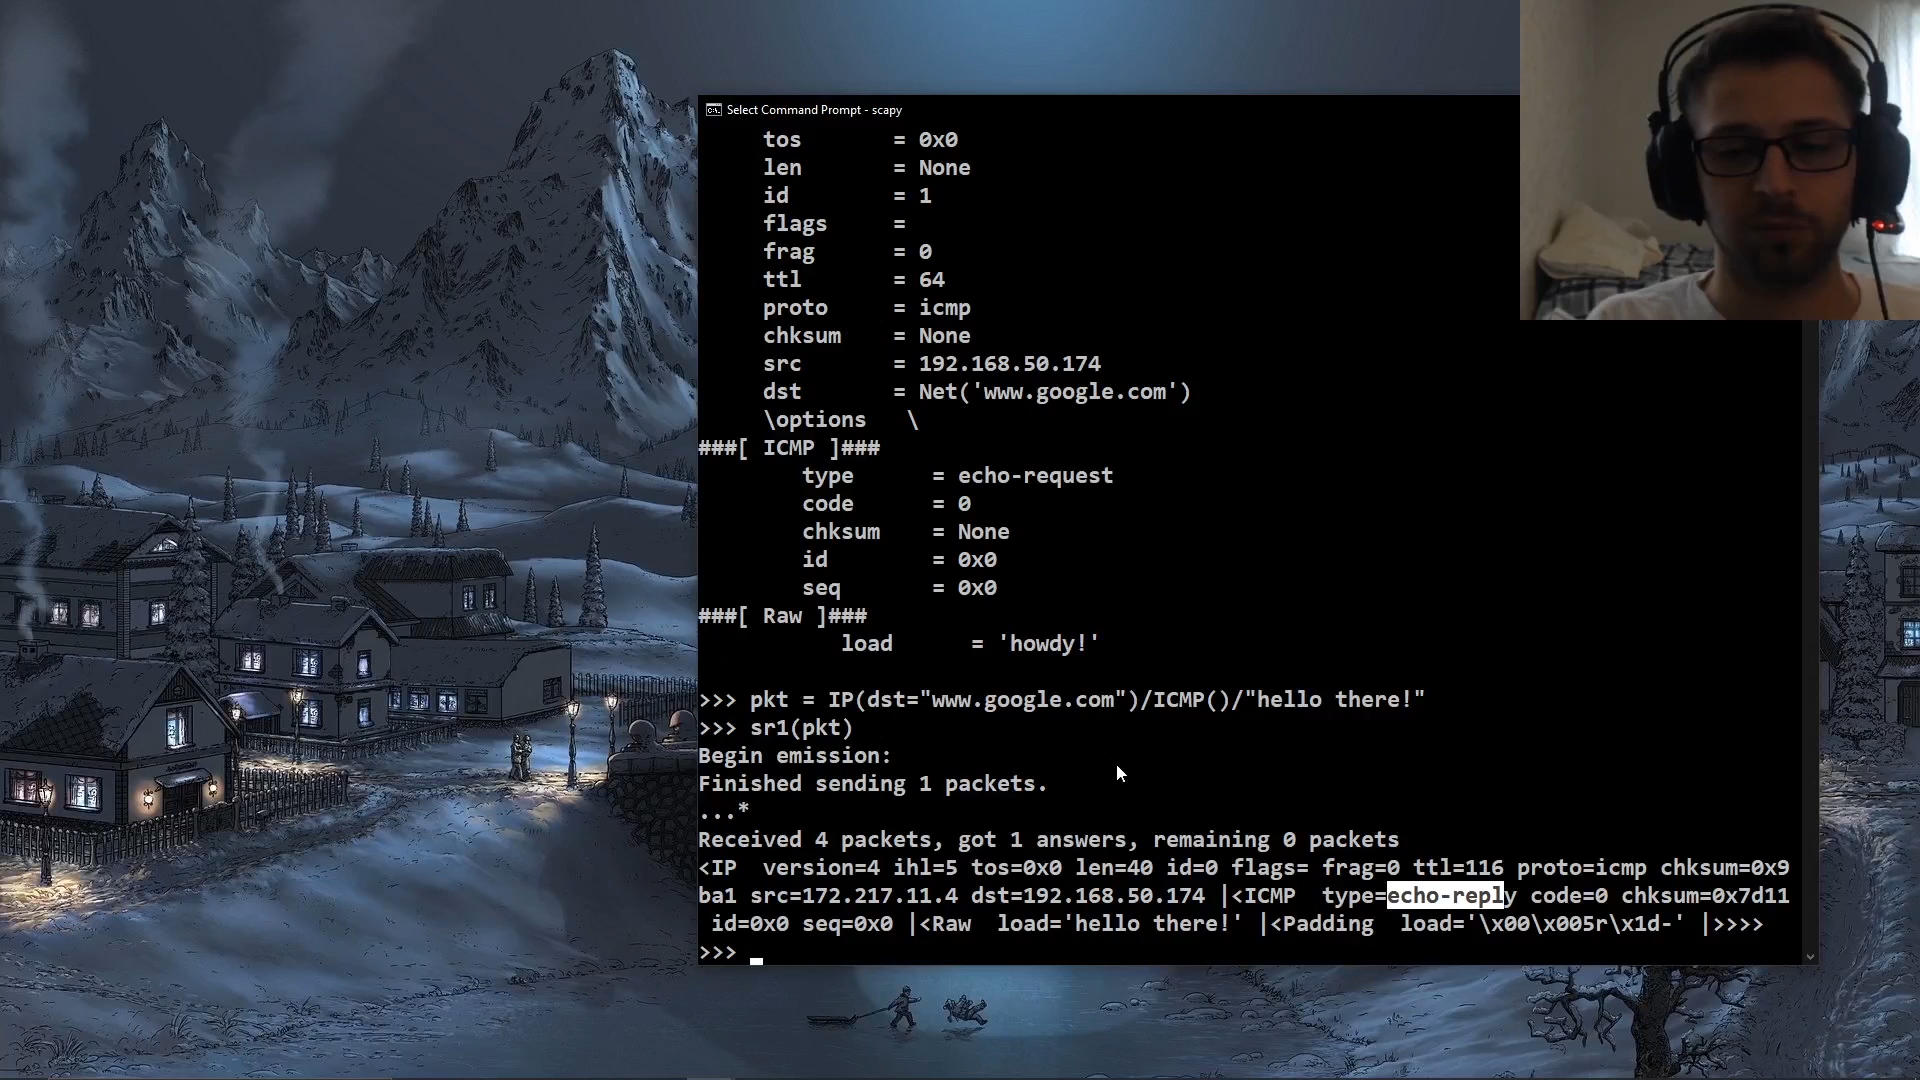 Select Command Prompt - scapy
tos = 0x0
len = None
id = 1
flags =
frag = 0
ttl = 64
proto = icmp
chksum = None
src = 192.168.50.174
dst = Net('www.google.com')
\options \
###[ ICMP ]###
type = echo-request
code = 0
chksum = None
id = 0x0
seq = 0x0
###[ Raw ]###
load = 'howdy!'
>>> pkt = IP(dst="www.google.com")/ICMP()/"hello there!"
>>> sr1(pkt)
Begin emission:
Finished sending 1 packets.
...*
Received 4 packets, got 1 answers, remaining 0 packets
<IP  version=4 ihl=5 tos=0x0 len=40 id=0 flags= frag=0 ttl=116 proto=icmp chksum=0x9
ba1 src=172.217.11.4 dst=192.168.50.174 |<ICMP  type=echo-reply code=0 chksum=0x7d11
id=0x0 seq=0x0 |<Raw  load='hello there!' |<Padding  load='\x00\x005r\x1d-' |>>>>
>>>